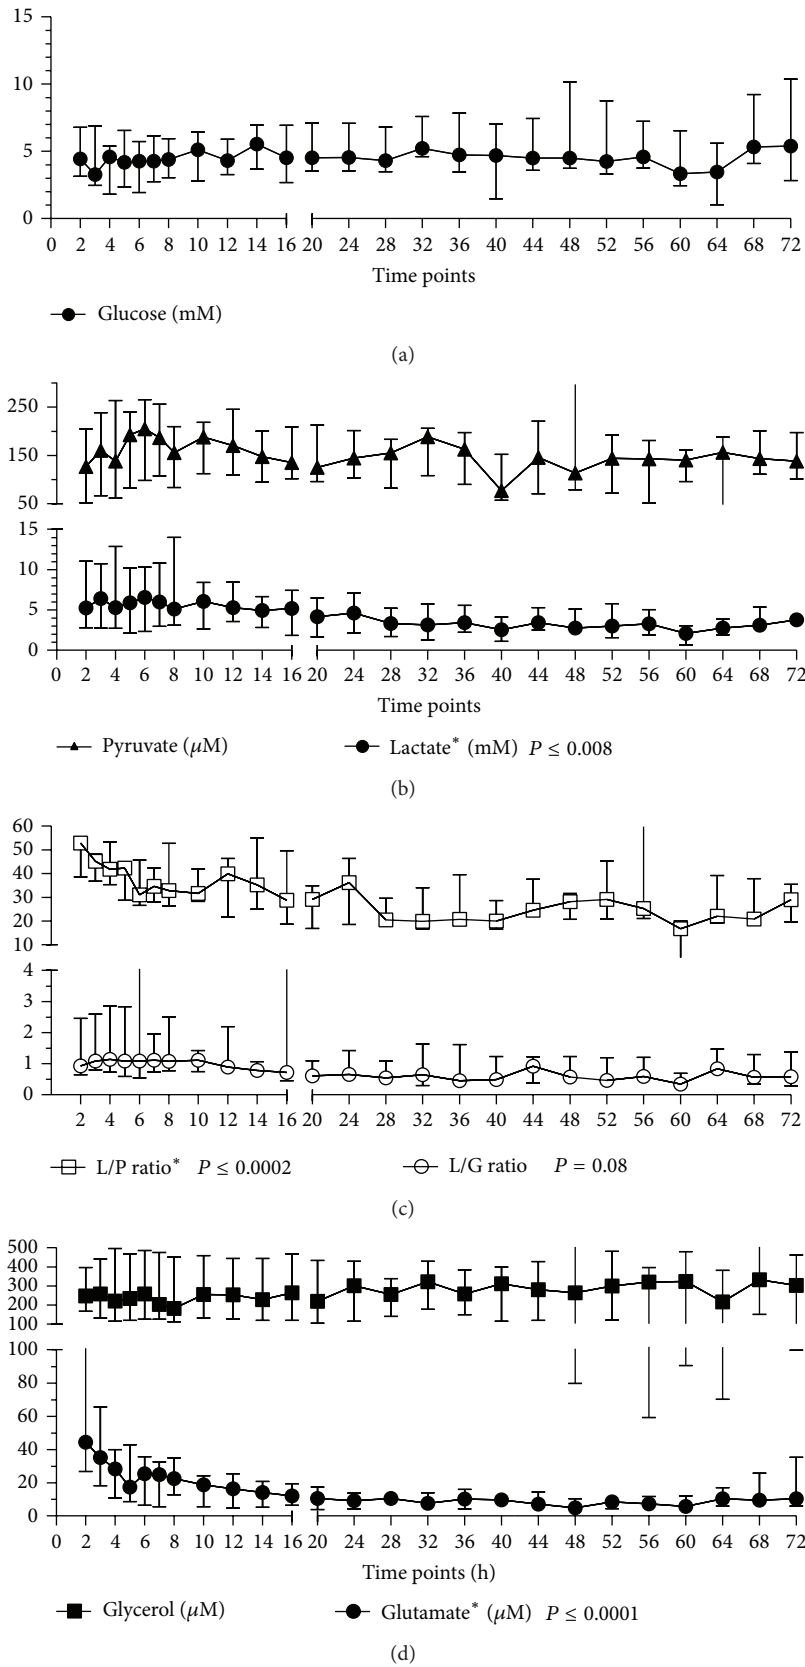 15
10
5
0
0 2 4 6 8 10 12 14 16 20 24 28 32 36 40 44 48 52 56 60 64 68 72
Time points
Glucose (mM)
(a)
250
150
50
15
10
5
0
0 2 4 6 8 10 12 14 16 20 24 28 32 36 40 44 48 52 56 60 64 68 72
Time points
Pyruvate (μM) Lactate* (mM) P ≤ 0.008
(b)
60
50
40
30
20
10
4
3
2
1
0
0 2 4 6 8 10 12 14 16 20 24 28 32 36 40 44 48 52 56 60 64 68 72
L/P ratio* P ≤ 0.0002 L/G ratio P = 0.08
(c)
500
400
300
200
100
100
80
60
40
20
0
0 2 4 6 8 10 12 14 16 20 24 28 32 36 40 44 48 52 56 60 64 68 72
Time points (h)
Glycerol (μM) Glutamate* (μM) P ≤ 0.0001
(d)